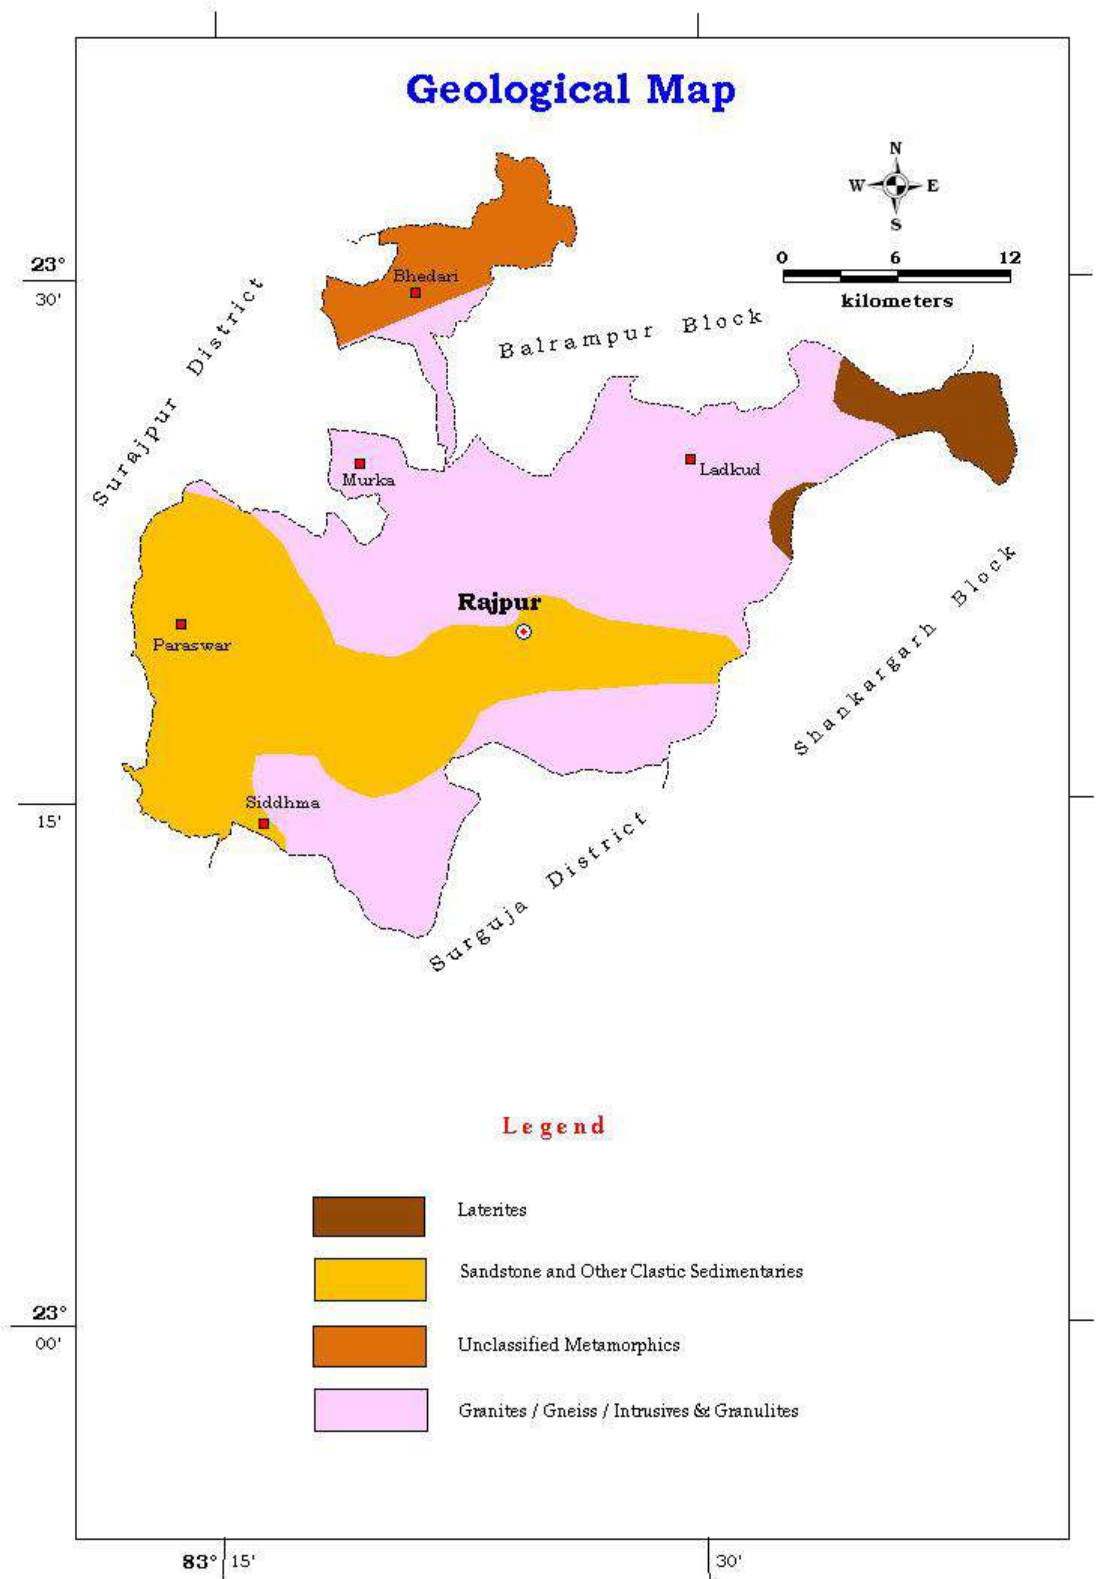 Geological Map
N
W E
S
0 6 12
kilometers
23°
30'
Bhedari
Surajpur District
Balrampur Block
Murka
Ladkud
Rajpur
Paraswar
Shankargarh Block
Siddhma
15'
Surguja District
Legend
Laterites
Sandstone and Other Clastic Sedimentaries
Unclassified Metamorphics
Granites / Gneiss / Intrusives & Granulites
23°
00'
83° 15' 30'